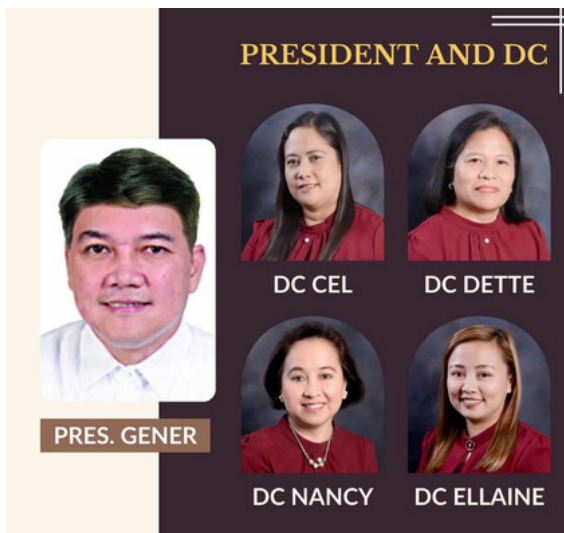 PRESIDENT AND DC
DC CEL
DC DETTE
PRES. GENER
DC NANCY
DC ELLAINE